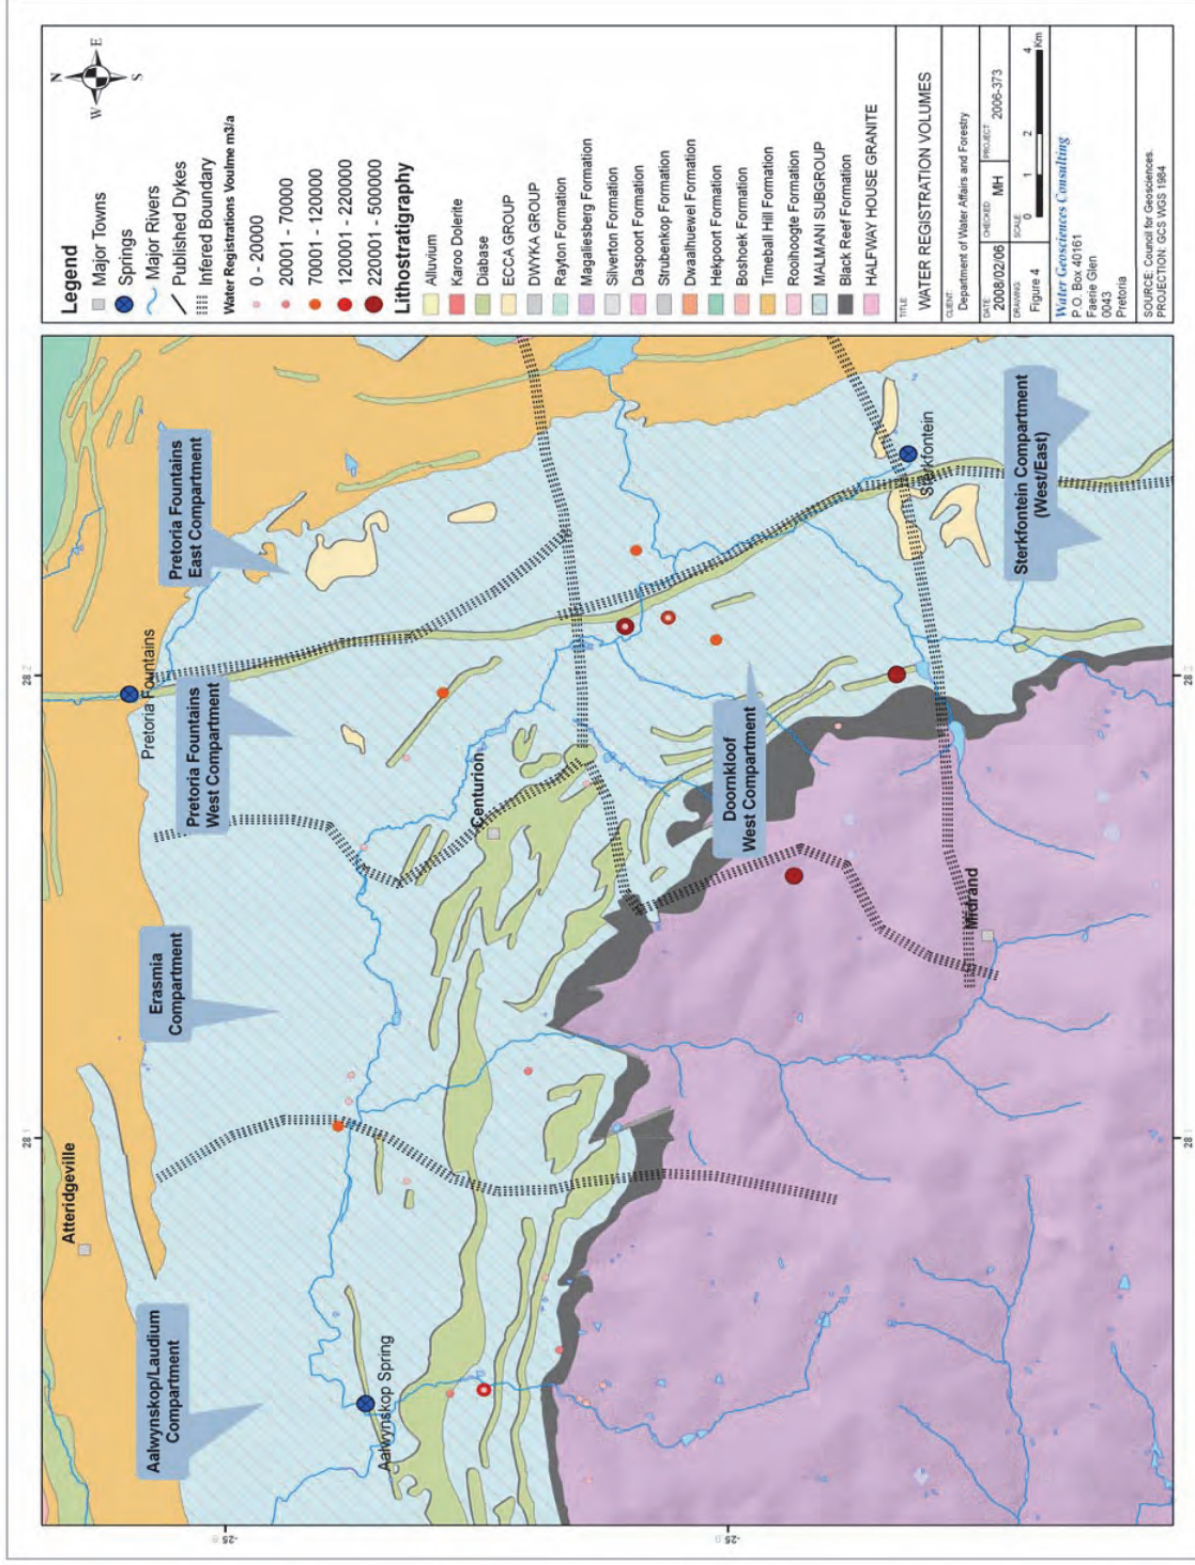 Legend
Major Towns
Springs
Major Rivers
Published Dykes
Infered Boundary
Water Registrations Voulme m3/a
0 - 20000
20001 - 70000
70001 - 120000
120001 - 220000
220001 - 500000
Lithostratigraphy
Alluvium
Karoo Dolerite
Diabase
ECCA GROUP
DWYKA GROUP
Rayton Formation
Magaliesberg Formation
Silverton Formation
Daspoort Formation
Strubenkop Formation
Dwaalhuewel Formation
Hekpoort Formation
Boshoek Formation
Timeball Hill Formation
Rooihoogte Formation
MALMANI SUBGROUP
Black Reef Formation
HALFWAY HOUSE GRANITE
N
W
E
S
TITLE:
WATER REGISTRATION VOLUMES
CLIENT:
Department of Water Affairs and Forestry
DATE:
2008/02/06
CHECKED:
MH
PROJECT:
2006-373
DRAWING:
Figure 4
SCALE:
0 1 2 4
Km
Water Geosciences Consulting
P.O. Box 40161
Faerie Glen
0043
Pretoria
SOURCE: Council for Geosciences.
PROJECTION: GCS WGS 1984
Atteridgeville
Aalwynskop/Laudium
Compartment
Erasmia
Compartment
Pretoria Fountains
West Compartment
Pretoria Fountains
East Compartment
Pretoria Fountains
Aalwynskop Spring
Centurion
Doornkloof
West Compartment
Midrand
Sterkfontein
Sterkfontein Compartment
(West/East)